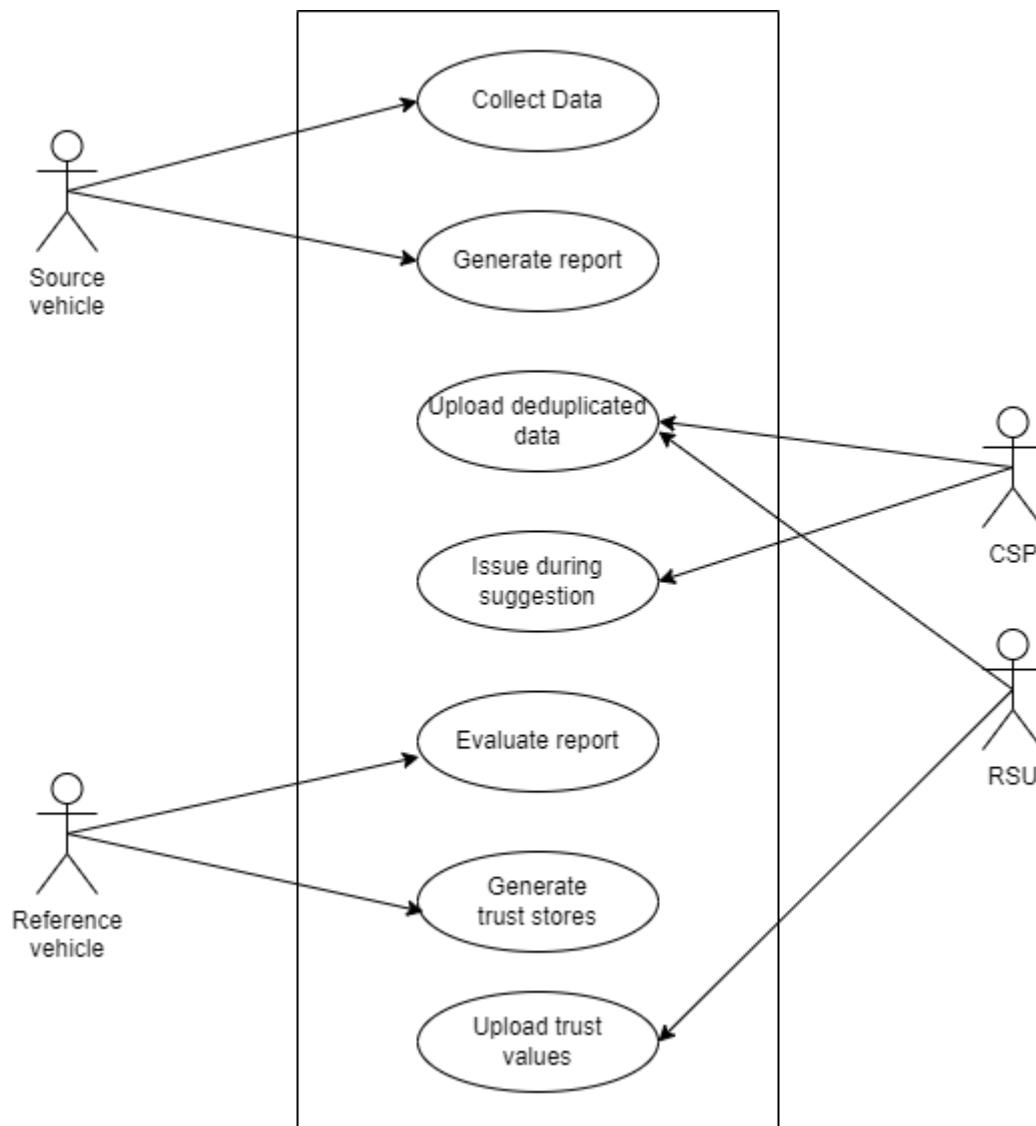 Collect Data
Source
vehicle
Generate report
Upload deduplicated
data
CSP
Issue during
suggestion
RSU
Evaluate report
Reference
vehicle
Generate
trust stores
Upload trust
values